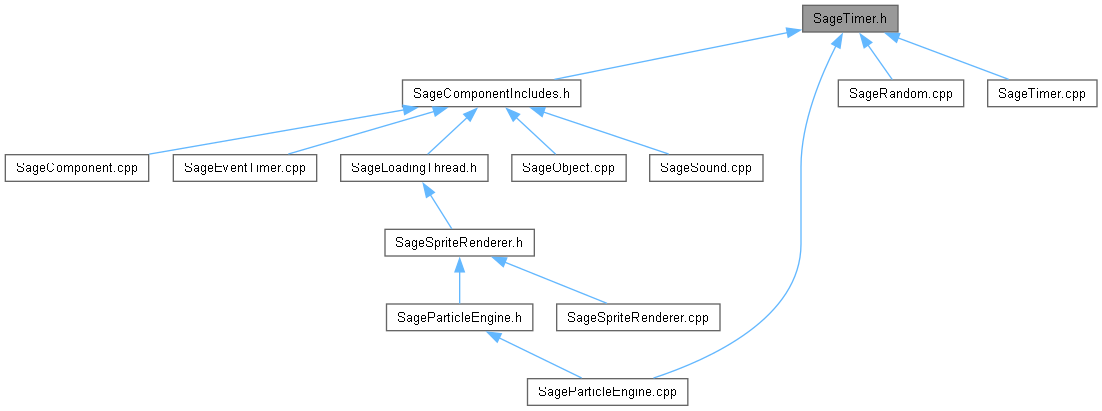 SageTimer.h
SageComponentIncludes.h
SageRandom.cpp
SageTimer.cpp
SageComponent.cpp
SageEventTimer.cpp
SageLoadingThread.h
SageObject.cpp
SageSound.cpp
SageSpriteRenderer.h
SageParticleEngine.h
SageSpriteRenderer.cpp
SageParticleEngine.cpp